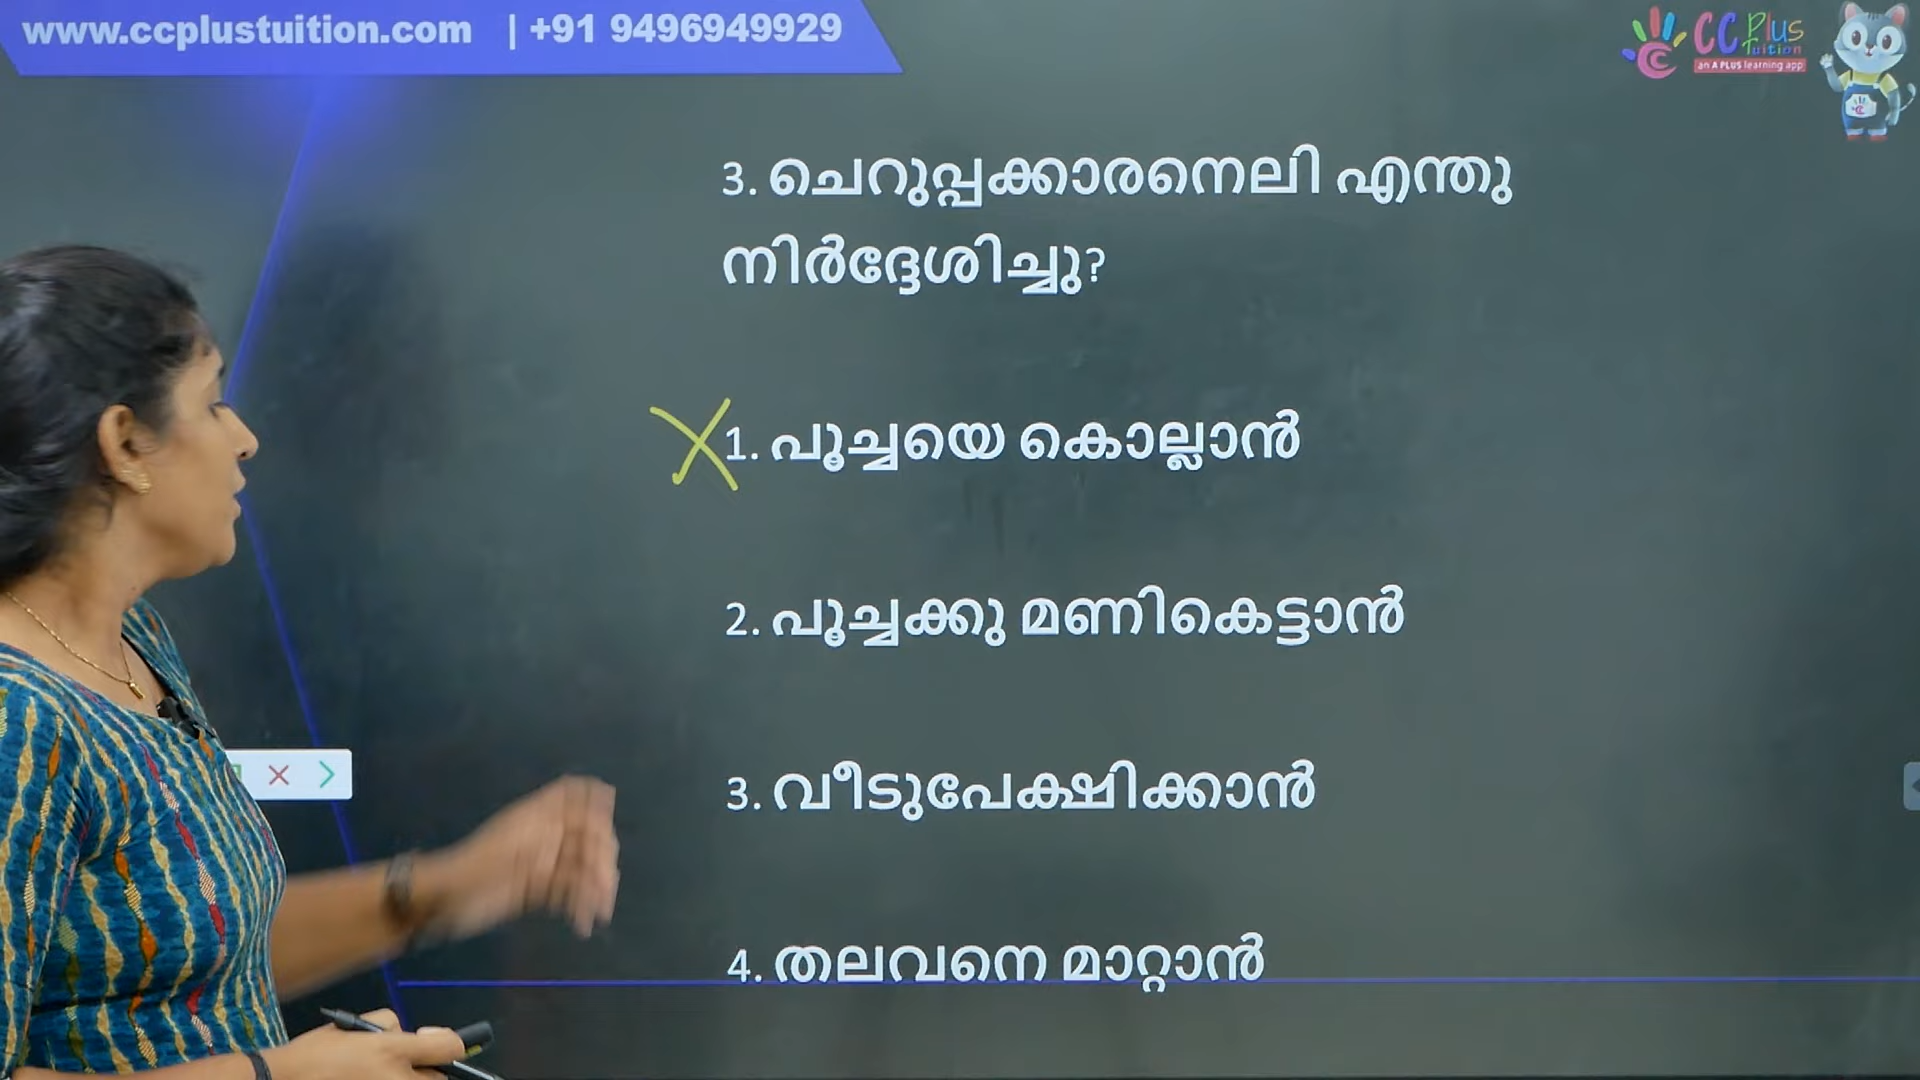 www.ccplustuition.com | +91 9496949929
CC Plus
Tuition
an A PLUS learning app
3. ചെറുപ്പക്കാരനെലി എന്തു
നിർദ്ദേശിച്ചു?
1. പൂച്ചയെ കൊല്ലാൻ
2. പൂച്ചക്കു മണികെട്ടാൻ
3. വീടുപേക്ഷിക്കാൻ
4. തലവനെ മാറ്റാൻ